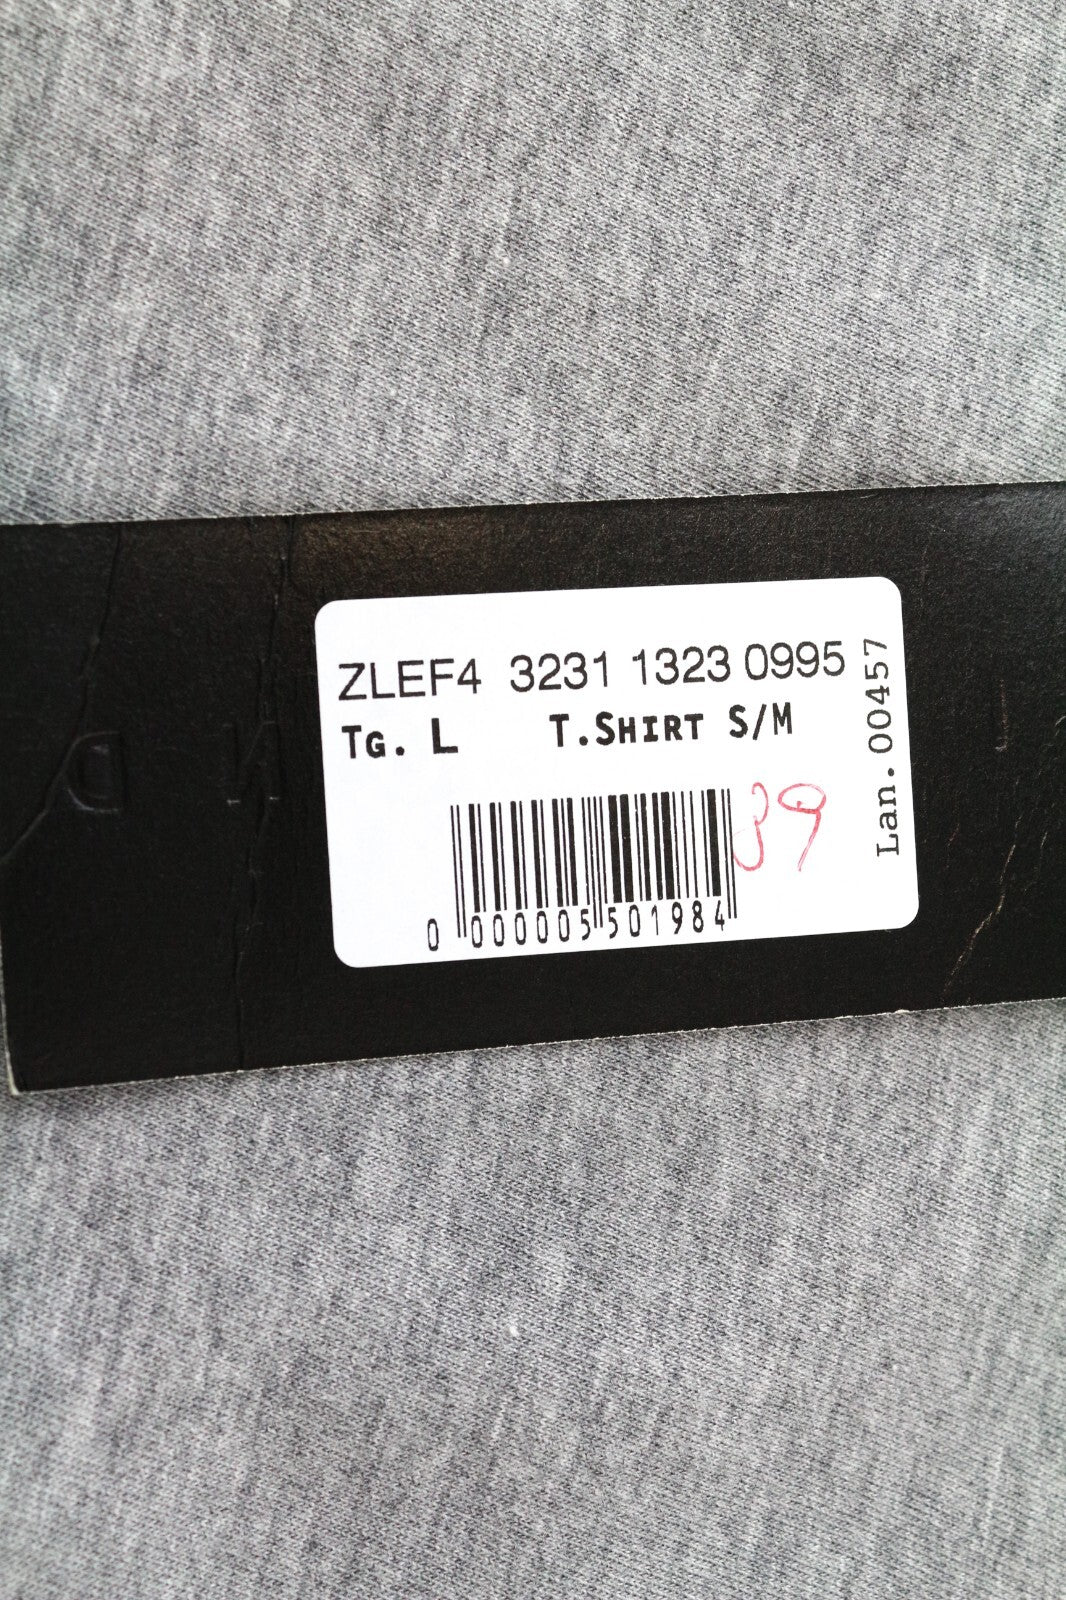 ZLEF4 3231 1323 0995
Tg. L T.Shirt S/M
Lan. 00457
39
0 000005 501984